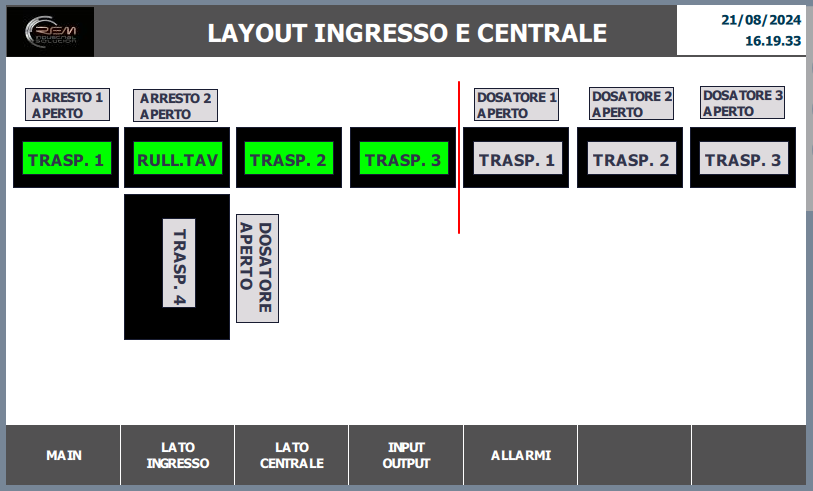 REM
INDUSTRIAL
SOLUTION
LAYOUT INGRESSO E CENTRALE
21/08/2024
16.19.33
ARRESTO 1
APERTO
ARRESTO 2
APERTO
DOSATORE 1
APERTO
DOSATORE 2
APERTO
DOSATORE 3
APERTO
TRASP. 1
RULL.TAV
TRASP. 2
TRASP. 3
TRASP. 1
TRASP. 2
TRASP. 3
TRASP. 4
DOSATORE
APERTO
MAIN
LATO
INGRESSO
LATO
CENTRALE
INPUT
OUTPUT
ALLARMI